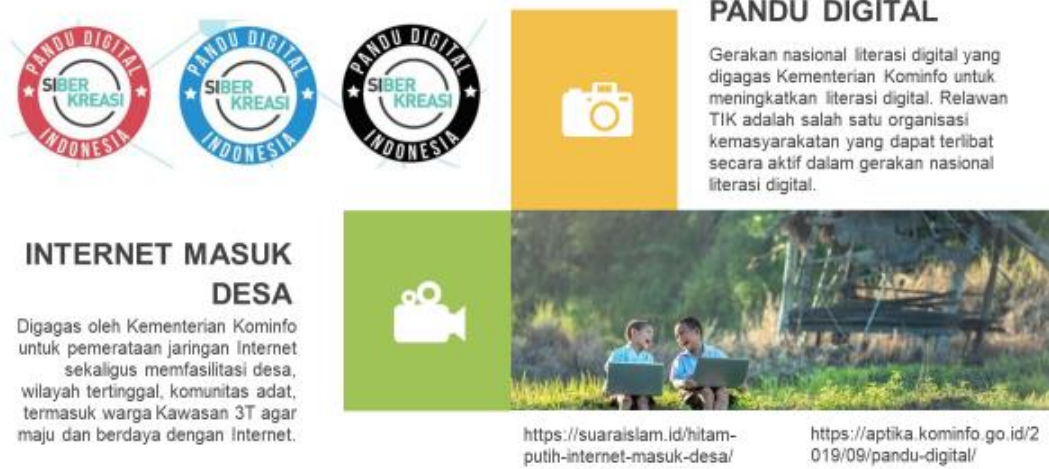 PANDU DIGITAL
INDONESIA
SIBER
KREASI
PANDU DIGITAL
INDONESIA
SIBER
KREASI
PANDU DIGITAL
INDONESIA
SIBER
KREASI
PANDU DIGITAL
Gerakan nasional literasi digital yang
digagas Kementerian Kominfo untuk
meningkatkan literasi digital. Relawan
TIK adalah salah satu organisasi
kemasyarakatan yang dapat terlibat
secara aktif dalam gerakan nasional
literasi digital.
INTERNET MASUK
DESA
Digagas oleh Kementerian Kominfo
untuk pemerataan jaringan Internet
sekaligus memfasilitasi desa,
wilayah tertinggal, komunitas adat,
termasuk warga Kawasan 3T agar
maju dan berdaya dengan Internet.
https://suaraislam.id/hitam-
putih-internet-masuk-desa/
https://aptika.kominfo.go.id/2
019/09/pandu-digital/